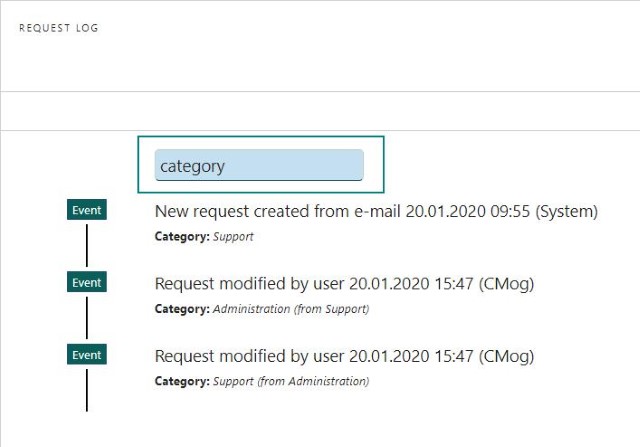 REQUEST LOG
category
Event
New request created from e-mail 20.01.2020 09:55 (System)
Category: Support
Event
Request modified by user 20.01.2020 15:47 (CMog)
Category: Administration (from Support)
Event
Request modified by user 20.01.2020 15:47 (CMog)
Category: Support (from Administration)